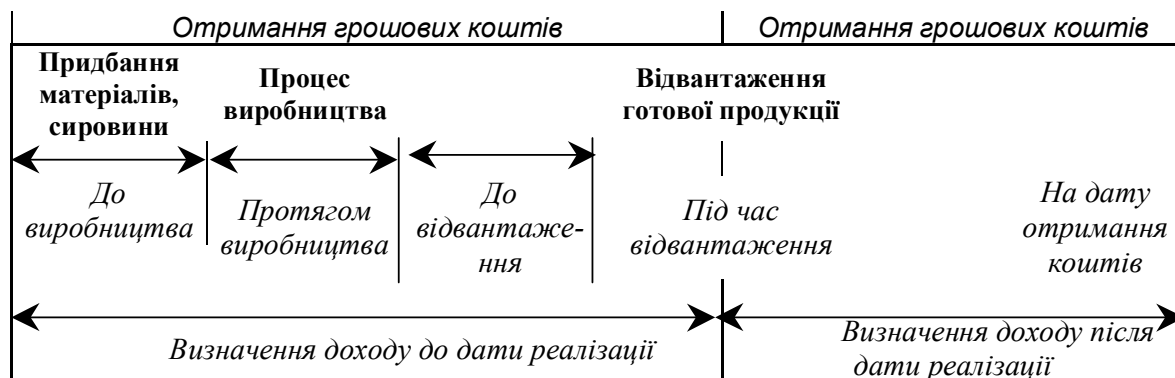 Отримання грошових коштів
Отримання грошових коштів
Придбання
матеріалів,
сировини
Процес
виробництва
Відвантаження
готової продукції
До
виробництва
Протягом
виробництва
До
відвантаже-
ння
Під час
відвантаження
На дату
отримання
коштів
Визначення доходу до дати реалізації
Визначення доходу після
дати реалізації